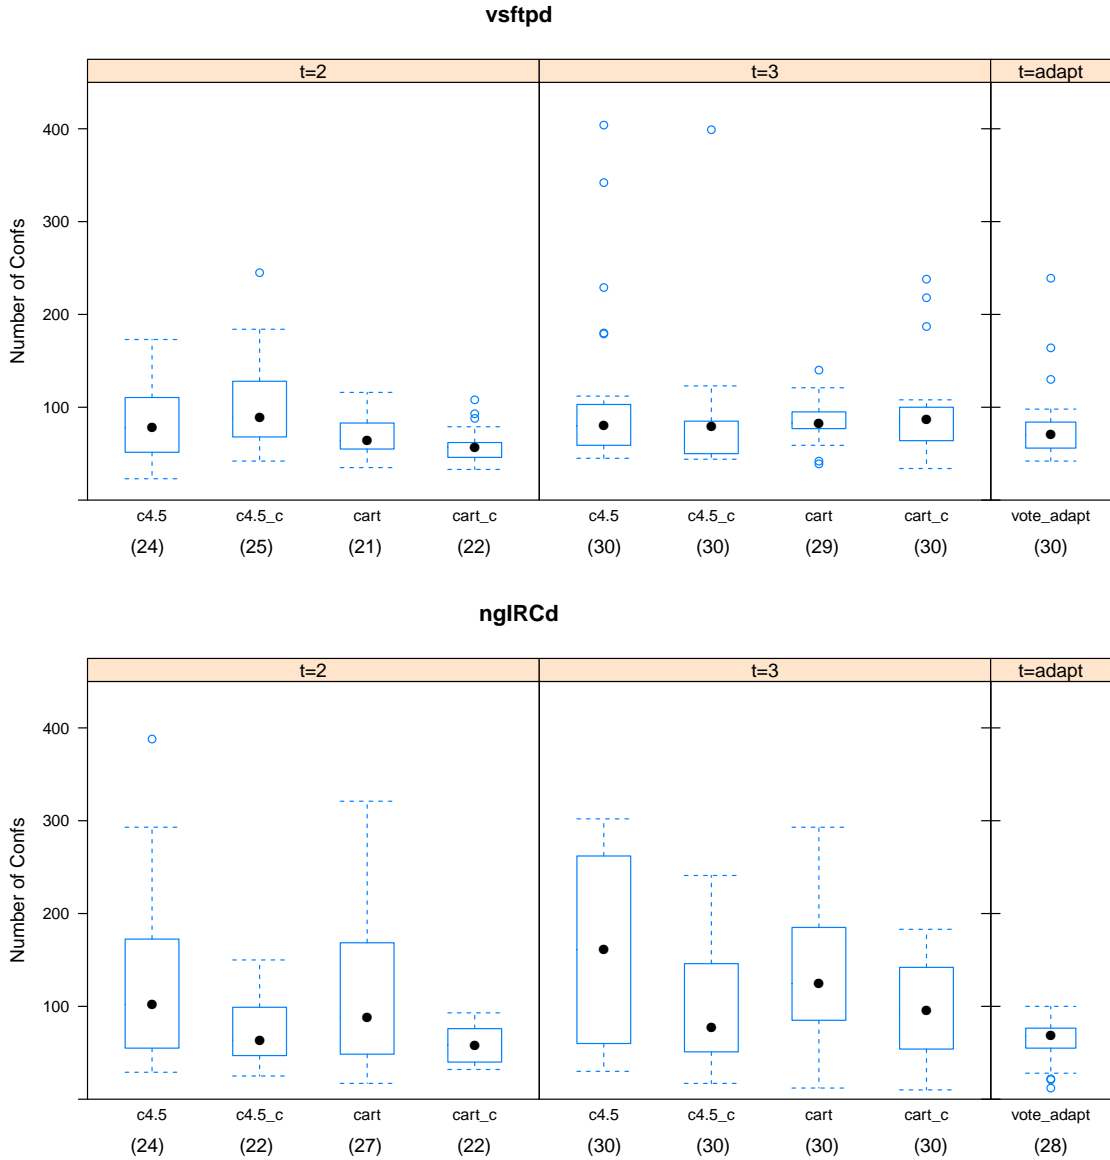 vsftpd
t=2 t=3 t=adapt
400
300
200
100
Number of Confs
c4.5 c4.5_c cart cart_c c4.5 c4.5_c cart cart_c vote_adapt
(24) (25) (21) (22) (30) (30) (29) (30) (30)
ngIRCd
t=2 t=3 t=adapt
400
300
200
100
Number of Confs
c4.5 c4.5_c cart cart_c c4.5 c4.5_c cart cart_c vote_adapt
(24) (22) (27) (22) (30) (30) (30) (30) (28)